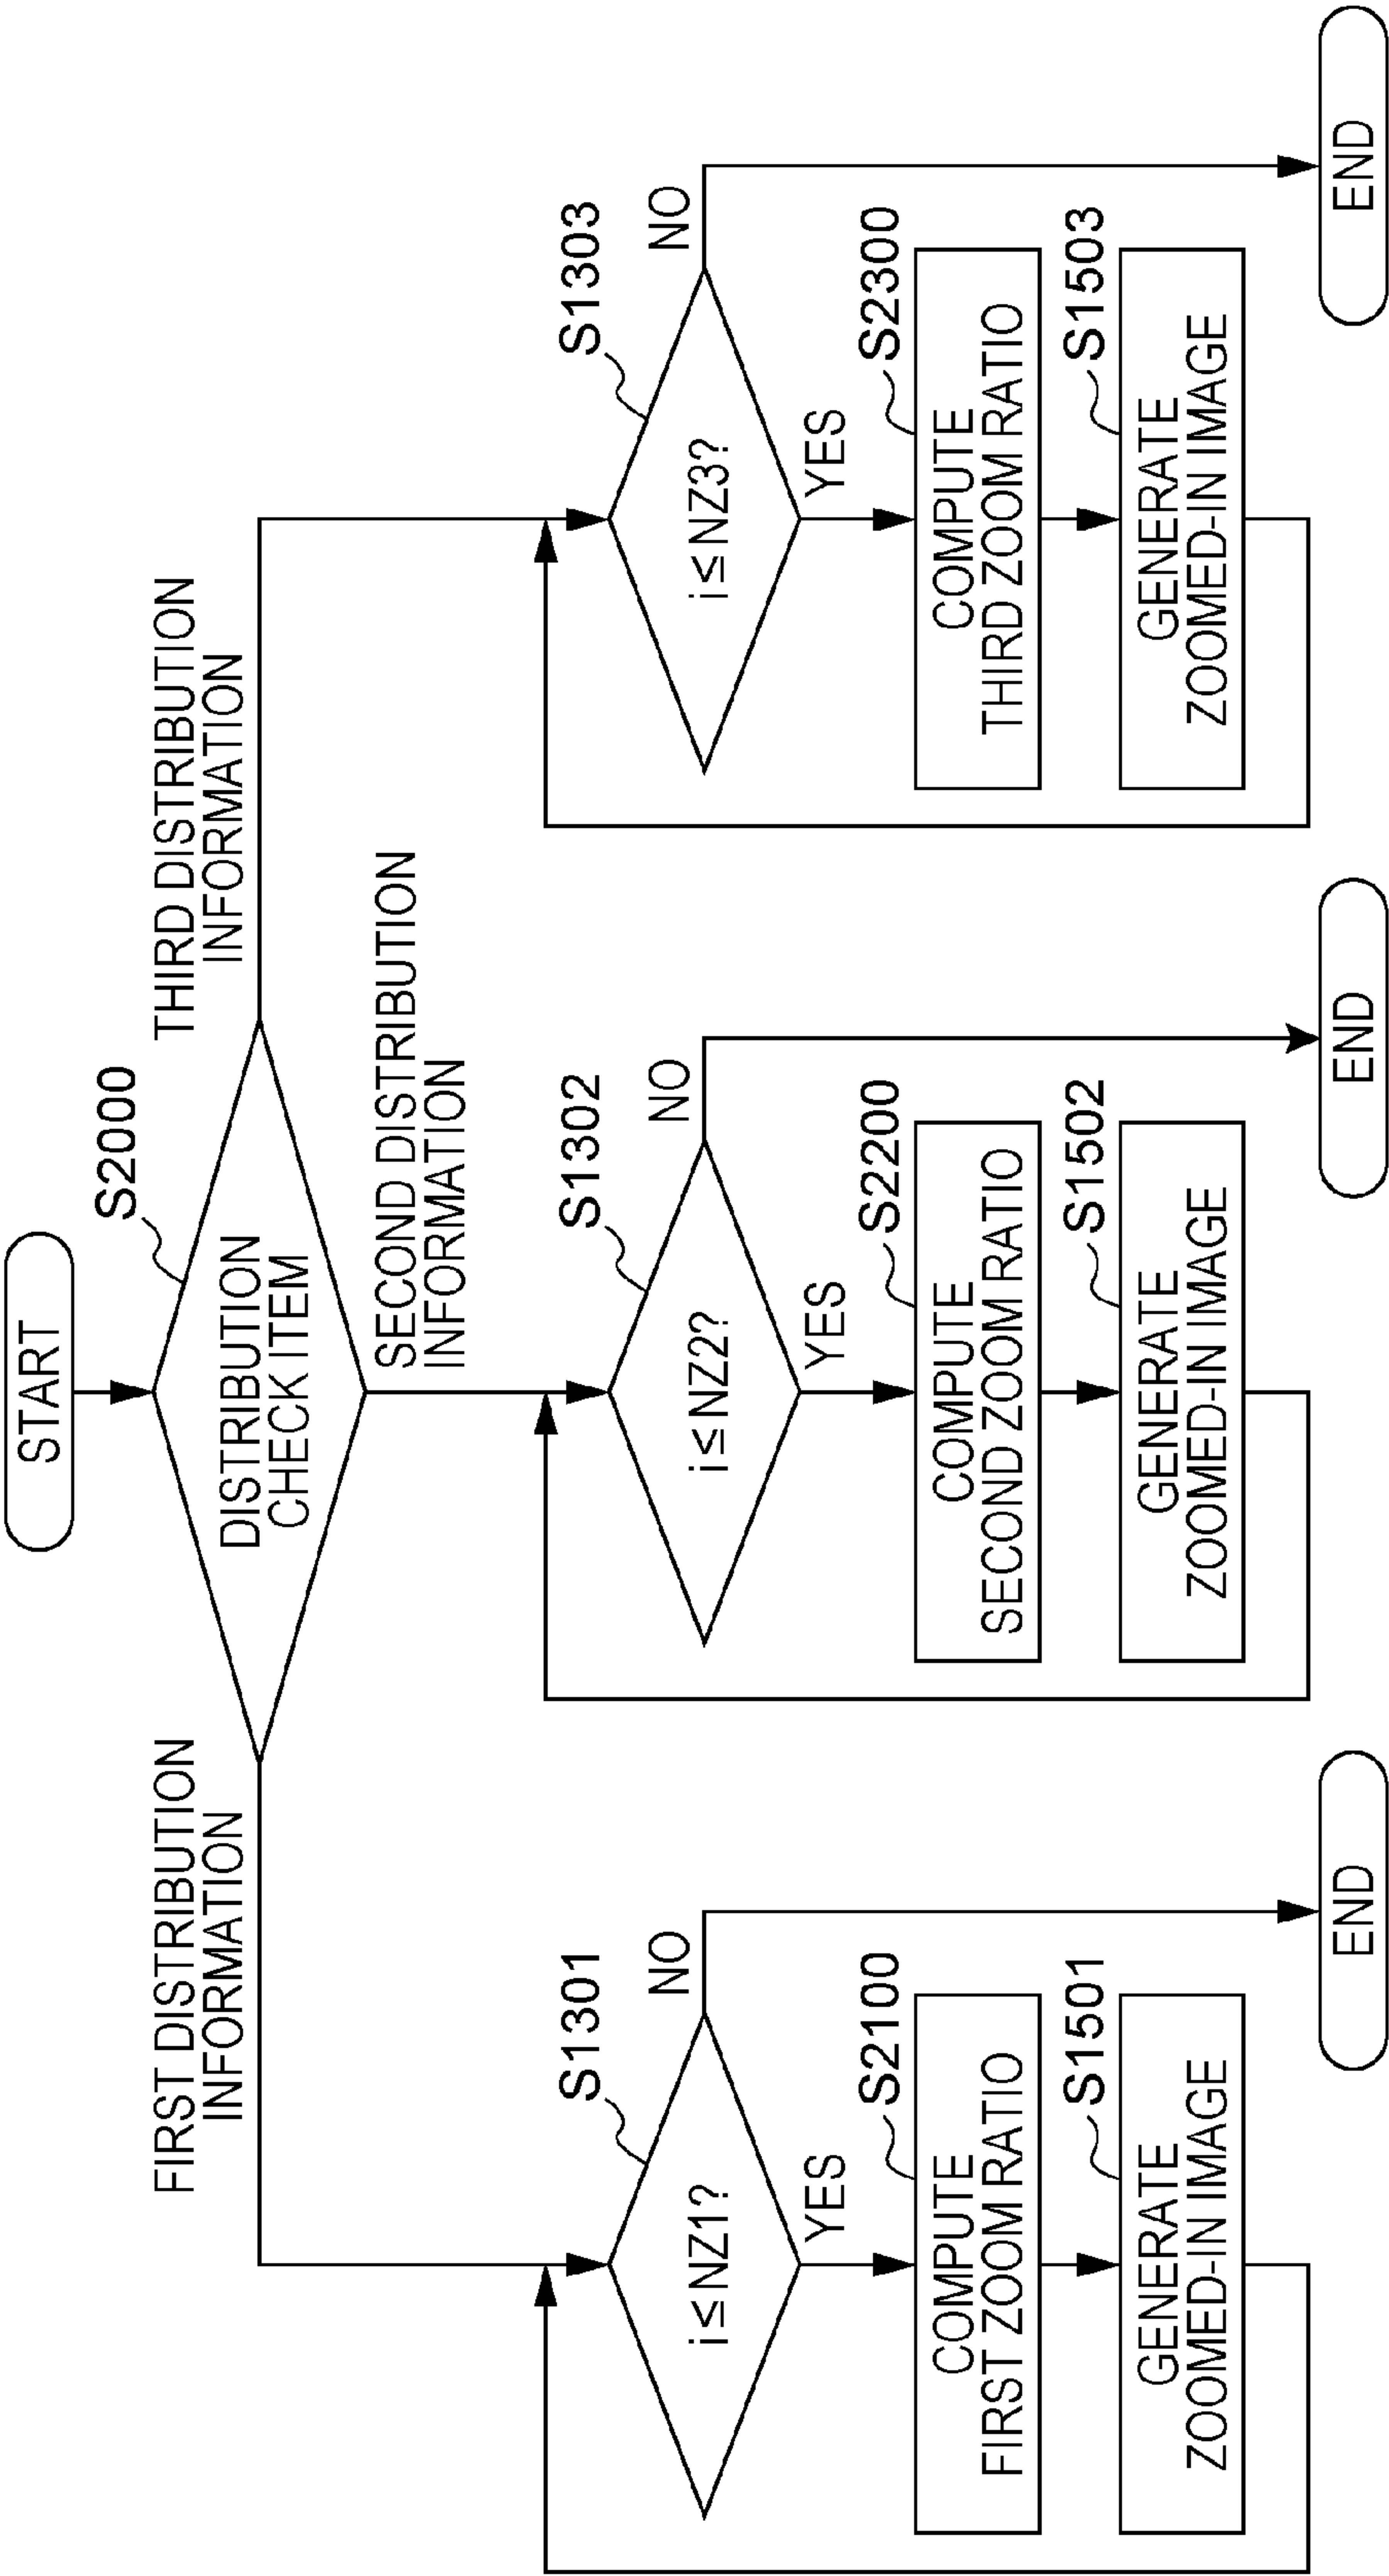 START
S2000
DISTRIBUTION
CHECK ITEM
FIRST DISTRIBUTION
INFORMATION
SECOND DISTRIBUTION
INFORMATION
THIRD DISTRIBUTION
INFORMATION
S1301
i≤NZ1?
NO
YES
S2100
COMPUTE
FIRST ZOOM RATIO
S1501
GENERATE
ZOOMED-IN IMAGE
END
S1302
i≤NZ2?
NO
YES
S2200
COMPUTE
SECOND ZOOM RATIO
S1502
GENERATE
ZOOMED-IN IMAGE
END
S1303
i≤NZ3?
NO
YES
S2300
COMPUTE
THIRD ZOOM RATIO
S1503
GENERATE
ZOOMED-IN IMAGE
END